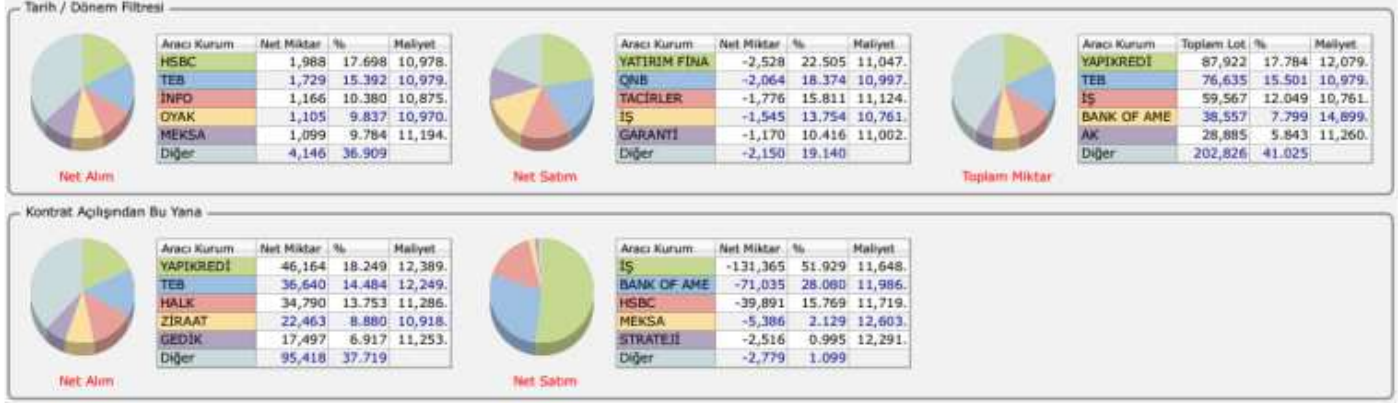 Tarih / Dönem Filtresi
Aracı Kurum Net Miktar % Maliyet
HSBC 1,988 17.698 10,978.
TEB 1,729 15.392 10,979.
İNFO 1,166 10.380 10,875.
OYAK 1,105 9.837 10,970.
MEKSA 1,099 9.784 11,194.
Diğer 4,146 36.909
Net Alım
Aracı Kurum Net Miktar % Maliyet
YATIRIM FİNA -2,528 22.505 11,047.
QNB -2,064 18.374 10,997.
TACİRLER -1,776 15.811 11,124.
İŞ -1,545 13.754 10,761.
GARANTİ -1,170 10.416 11,002.
Diğer -2,150 19.140
Net Satım
Aracı Kurum Toplam Lot % Maliyet
YAPIKREDİ 87,922 17.784 12,079.
TEB 76,635 15.501 10,979.
İŞ 59,567 12.049 10,761.
BANK OF AME 38,557 7.799 14,899.
AK 28,885 5.843 11,260.
Diğer 202,826 41.025
Toplam Miktar
Kontrat Açılışından Bu Yana
Aracı Kurum Net Miktar % Maliyet
YAPIKREDİ 46,164 18.249 12,389.
TEB 36,640 14.484 12,249.
HALK 34,790 13.753 11,286.
ZİRAAT 22,463 8.880 10,918.
GEDİK 17,497 6.917 11,253.
Diğer 95,418 37.719
Net Alım
Aracı Kurum Net Miktar % Maliyet
İŞ -131,365 51.929 11,648.
BANK OF AME -71,035 28.080 11,986.
HSBC -39,891 15.769 11,719.
MEKSA -5,386 2.129 12,603.
STRATEJİ -2,516 0.995 12,291.
Diğer -2,779 1.099
Net Satım